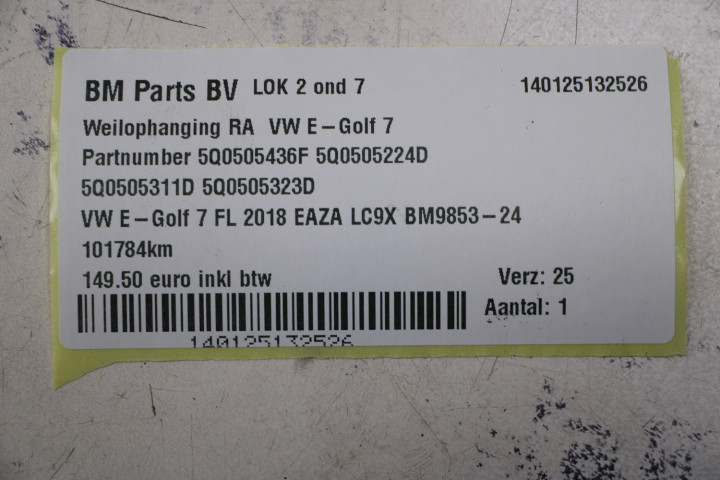 BM Parts BV LOK 2 ond 7 140125132526
Weilophanging RA VW E-Golf 7
Partnumber 5Q0505436F 5Q0505224D
5Q0505311D 5Q0505323D
VW E-Golf 7 FL 2018 EAZA LC9X BM9853-24
101784km
149.50 euro inkl btw Verz: 25
Aantal: 1
140125132526